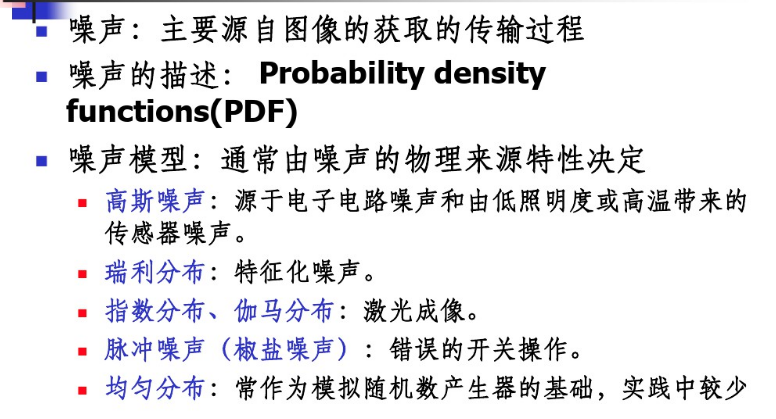 噪声：主要源自图像的获取的传输过程
噪声的描述： Probability density
functions(PDF)
噪声模型：通常由噪声的物理来源特性决定
高斯噪声：源于电子电路噪声和由低照明度或高温带来的
传感器噪声。
瑞利分布：特征化噪声。
指数分布、伽马分布：激光成像。
脉冲噪声（椒盐噪声）：错误的开关操作。
均匀分布：常作为模拟随机数产生器的基础，实践中较少